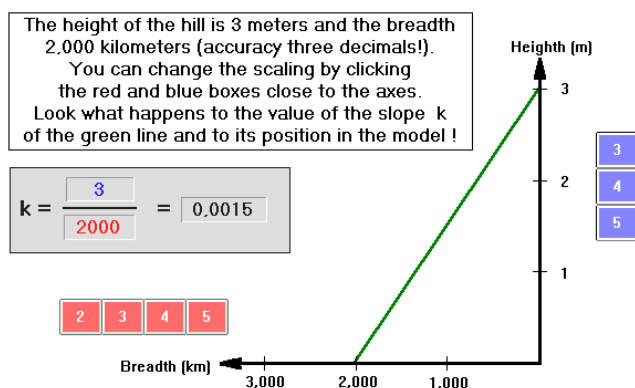 The height of the hill is 3 meters and the breadth
2,000 kilometers (accuracy three decimals!).
You can change the scaling by clicking
the red and blue boxes close to the axes.
Look what happens to the value of the slope k
of the green line and to its position in the model !
Heighth (m)
3
2
1
3
4
5
k = 3 / 2000 = 0,0015
2 3 4 5
Breadth (km)
3,000 2,000 1.000